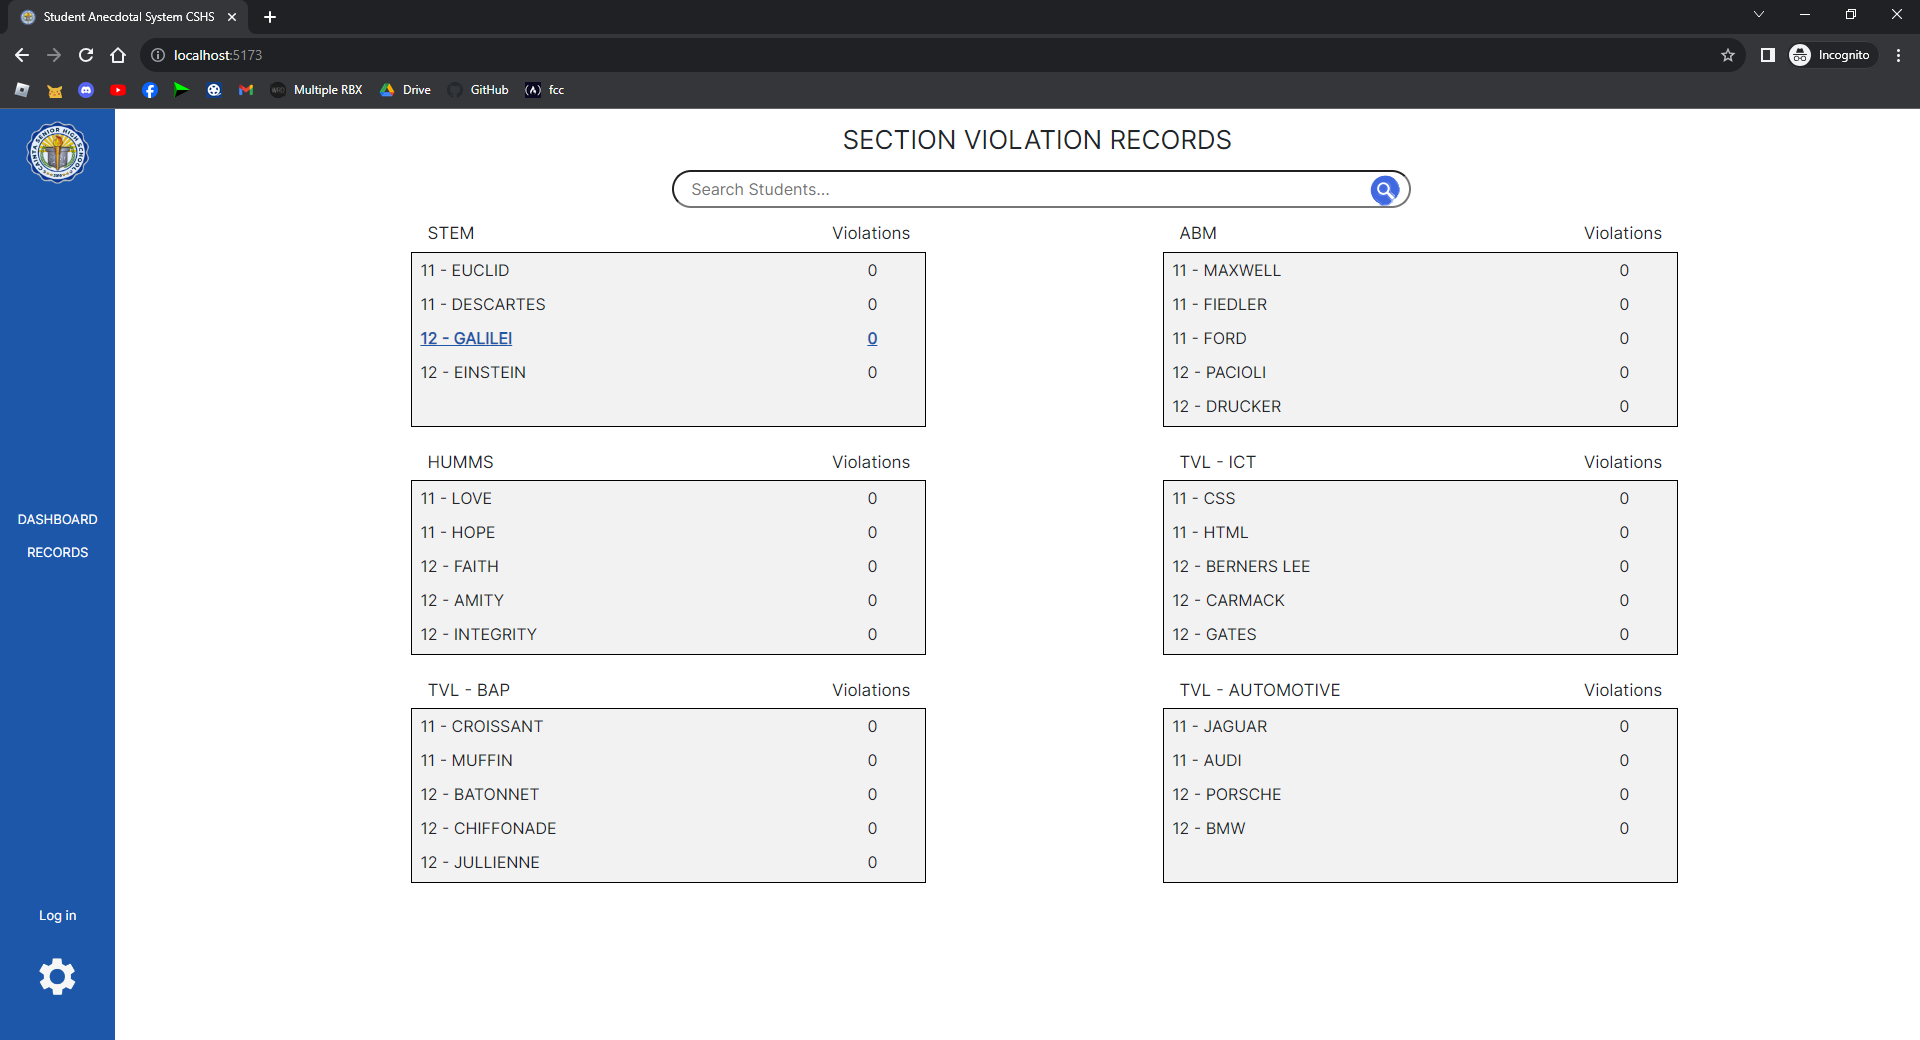 Student Anecdotal System CSHS
localhost:5173
Incognito
Multiple RBX
Drive
GitHub
fcc
SECTION VIOLATION RECORDS
Search Students...
DASHBOARD
RECORDS
Log in
STEM Violations
11 - EUCLID 0
11 - DESCARTES 0
12 - GALILEI 0
12 - EINSTEIN 0
ABM Violations
11 - MAXWELL 0
11 - FIEDLER 0
11 - FORD 0
12 - PACIOLI 0
12 - DRUCKER 0
HUMMS Violations
11 - LOVE 0
11 - HOPE 0
12 - FAITH 0
12 - AMITY 0
12 - INTEGRITY 0
TVL - ICT Violations
11 - CSS 0
11 - HTML 0
12 - BERNERS LEE 0
12 - CARMACK 0
12 - GATES 0
TVL - BAP Violations
11 - CROISSANT 0
11 - MUFFIN 0
12 - BATONNET 0
12 - CHIFFONADE 0
12 - JULLIENNE 0
TVL - AUTOMOTIVE Violations
11 - JAGUAR 0
11 - AUDI 0
12 - PORSCHE 0
12 - BMW 0